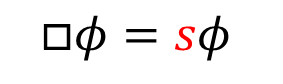 □𝜙 = 𝑠𝜙